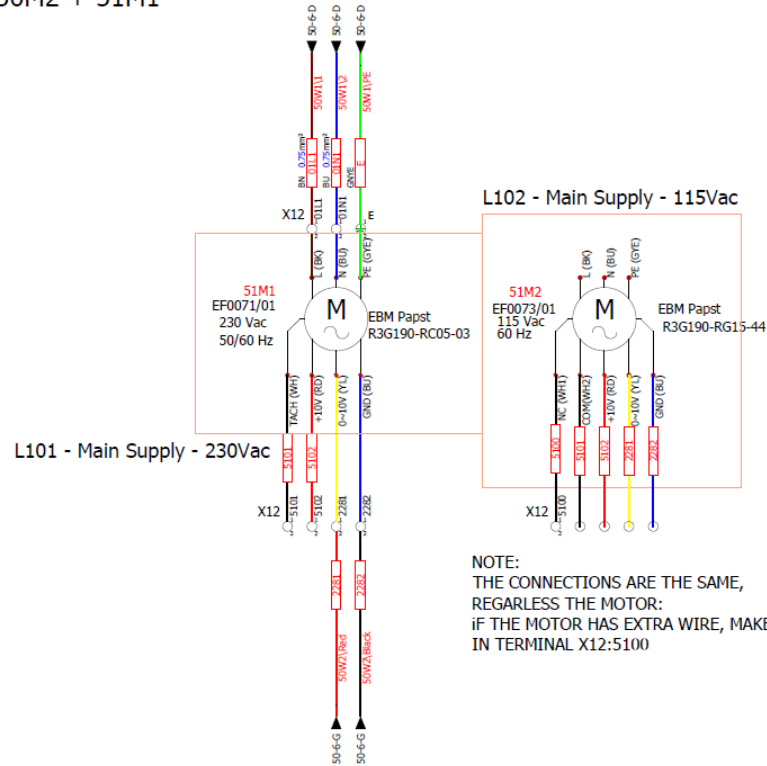 50-6-D
50-6-D
50-6-D
50W1\1
50W1\2
50W1\PE
BN 0.75mm²
01L1
BU 0.75mm²
01N1
GNYE
E
X12
01L1
01N1
E
L102 - Main Supply - 115Vac
L (BK)
N (BU)
PE (GYE)
51M1
EF0071/01
230 Vac
50/60 Hz
M
EBM Papst
R3G190-RC05-03
L (BK)
N (BU)
PE (GYE)
51M2
EF0073/01
115 Vac
60 Hz
M
EBM Papst
R3G190-RG15-44
TACH (WH)
+10V (RD)
0~10V (YL)
GND (BU)
NC (WH1)
COM(WH2)
+10V (RD)
0~10V (YL)
GND (BU)
L101 - Main Supply - 230Vac
5101
5102
5100
5101
5102
2281
2282
X12
5101
5102
2281
2282
X12
5100
2281
2282
NOTE:
THE CONNECTIONS ARE THE SAME,
REGARLESS THE MOTOR:
iF THE MOTOR HAS EXTRA WIRE, MAKE
IN TERMINAL X12:5100
50W2\Red
50W2\Black
50-6-G
50-6-G